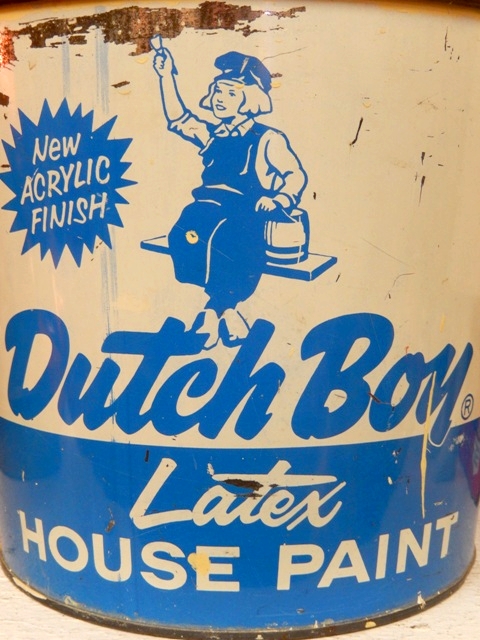 New
ACRYLIC
FINISH
Dutch Boy®
Latex
HOUSE PAINT